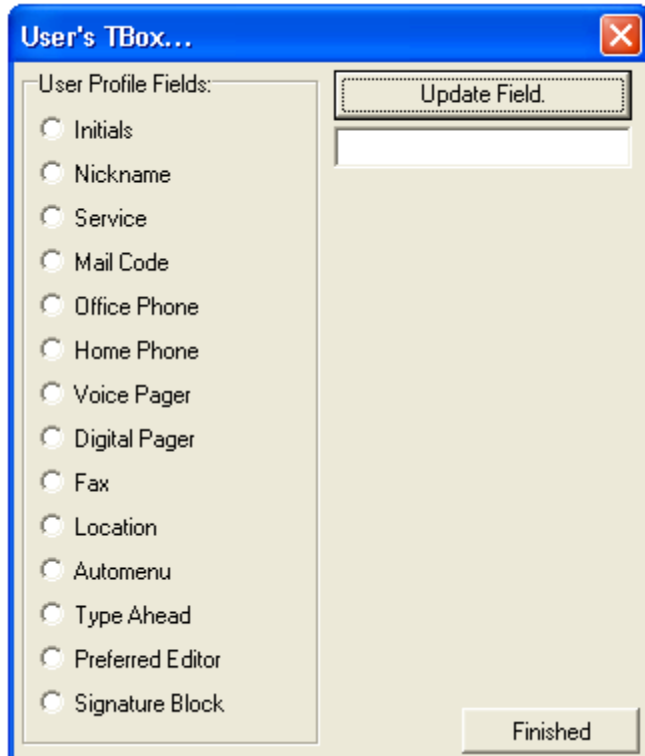 User's TBox...
User Profile Fields:
Initials
Nickname
Service
Mail Code
Office Phone
Home Phone
Voice Pager
Digital Pager
Fax
Location
Automenu
Type Ahead
Preferred Editor
Signature Block
Update Field.
Finished